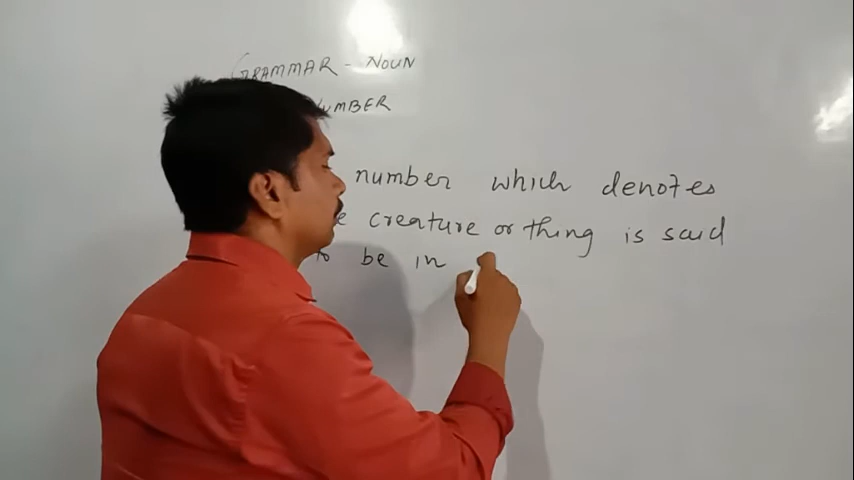 GRAMMAR - NOUN
NUMBER
number which denotes
creature or thing is said
to be in